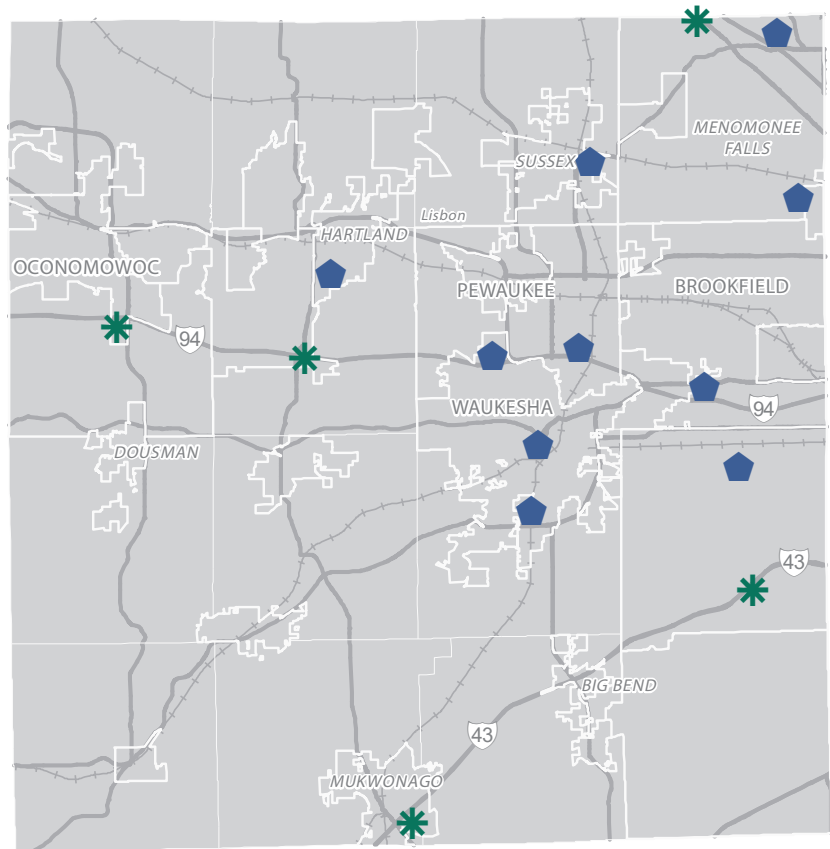 MENOMONEE
FALLS
SUSSEX
Lisbon
HARTLAND
OCONOMOWOC
PEWAUKEE
BROOKFIELD
94
WAUKESHA
94
DOUSMAN
43
BIG BEND
43
MUKWONAGO